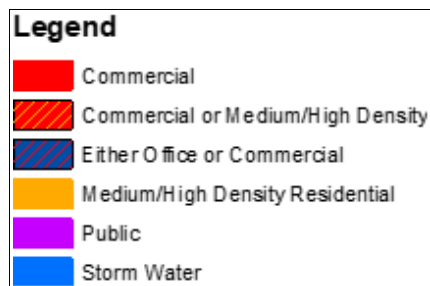 Legend
Commercial
Commercial or Medium/High Density
Either Office or Commercial
Medium/High Density Residential
Public
Storm Water